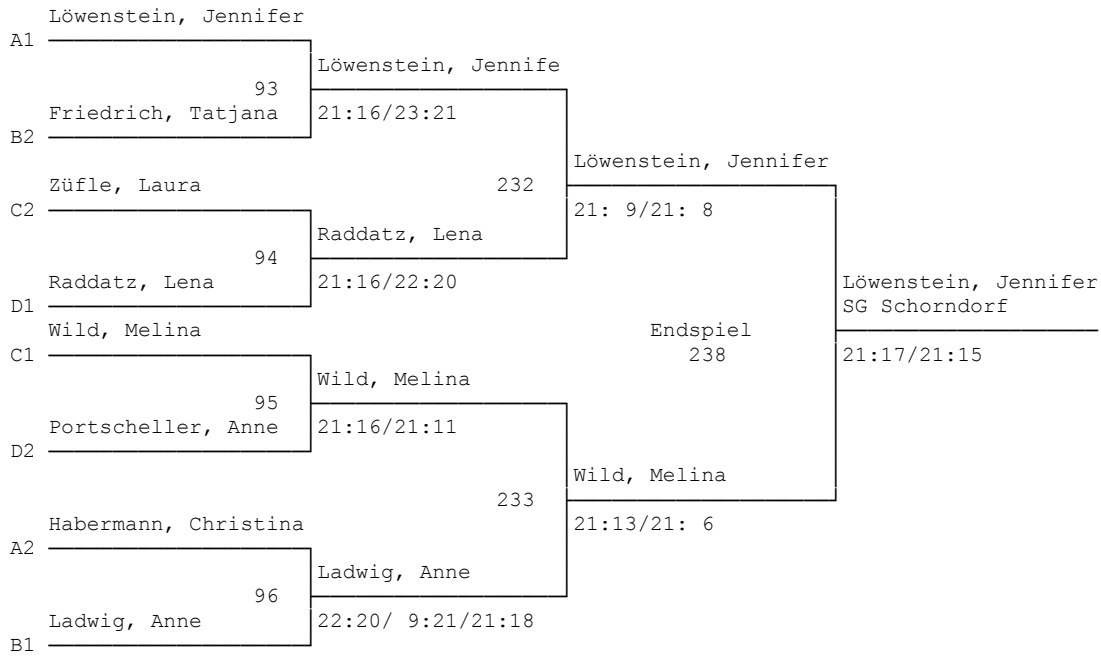 Löwenstein, Jennifer
A1
Löwenstein, Jennife
93
Friedrich, Tatjana 21:16/23:21
B2
Löwenstein, Jennifer
Züfle, Laura 232
C2 21: 9/21: 8
Raddatz, Lena
94
Raddatz, Lena 21:16/22:20 Löwenstein, Jennifer
D1 SG Schorndorf
Wild, Melina Endspiel
C1 238 21:17/21:15
Wild, Melina
95
Portscheller, Anne 21:16/21:11
D2
Wild, Melina
233
Habermann, Christina 21:13/21: 6
A2
Ladwig, Anne
96
Ladwig, Anne 22:20/ 9:21/21:18
B1